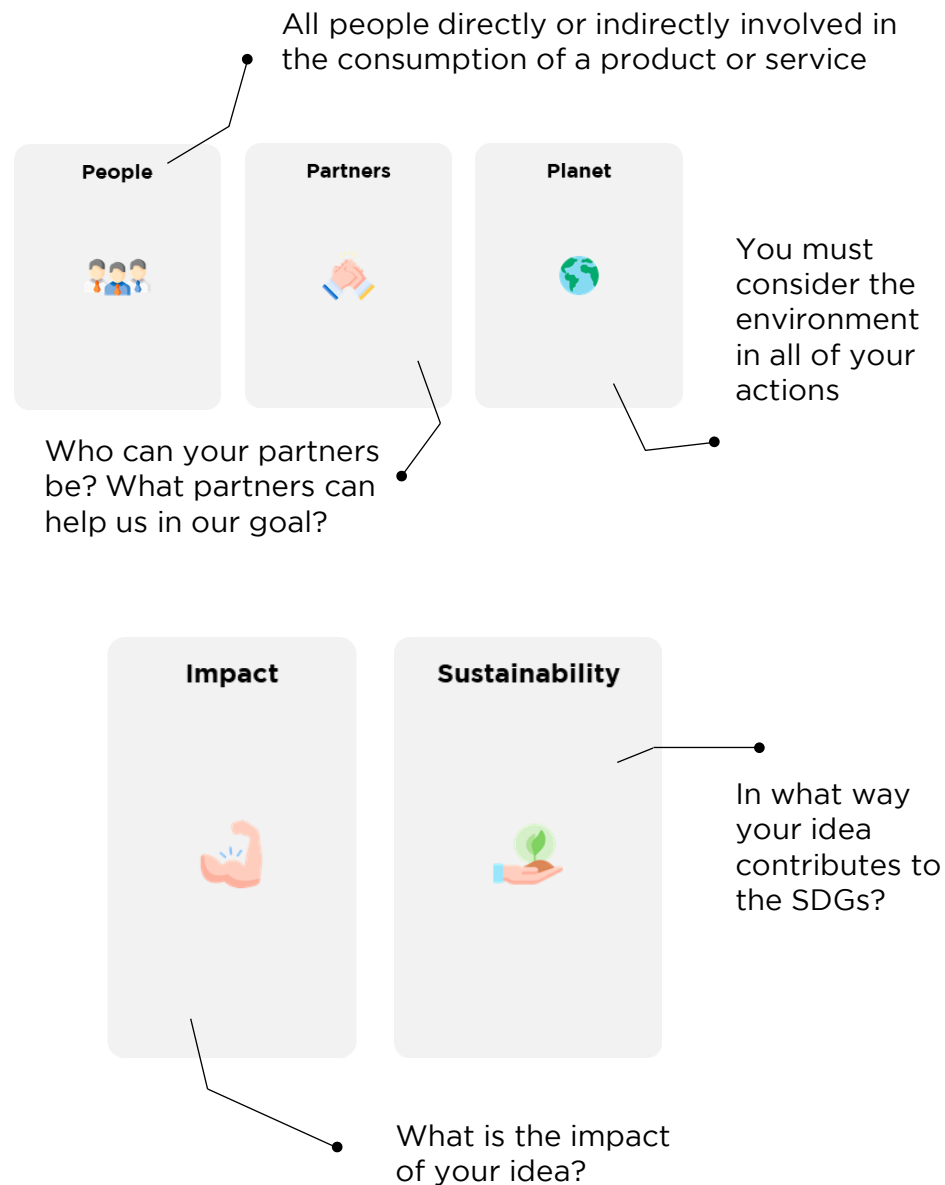 All people directly or indirectly involved in
the consumption of a product or service
People
Partners
Planet
You must
consider the
environment
in all of your
actions
Who can your partners
be? What partners can
help us in our goal?
Impact
Sustainability
In what way
your idea
contributes to
the SDGs?
What is the impact
of your idea?